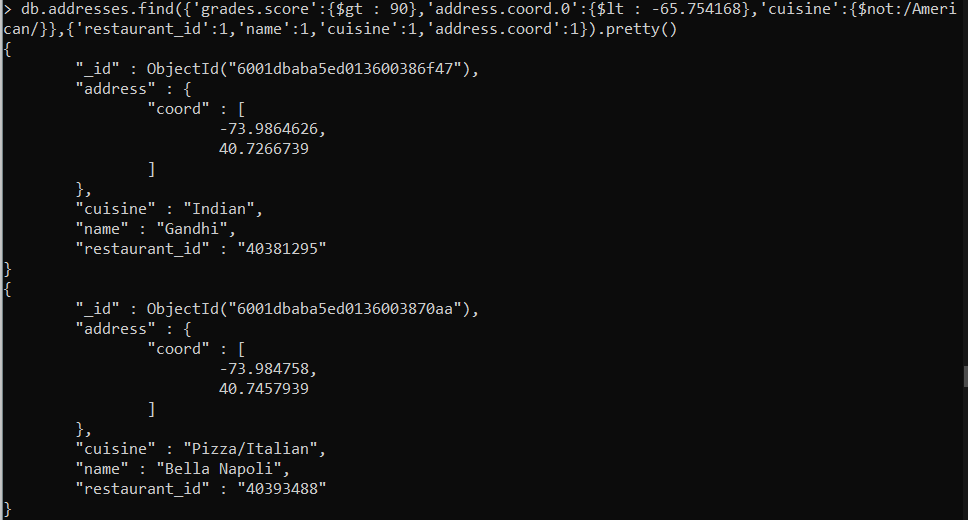 > db.addresses.find({'grades.score':{$gt : 90},'address.coord.0':{$lt : -65.754168},'cuisine':{$not:/Ameri
can/}},{'restaurant_id':1,'name':1,'cuisine':1,'address.coord':1}).pretty()
{
        "_id" : ObjectId("6001dbaba5ed013600386f47"),
        "address" : {
                "coord" : [
                        -73.9864626,
                        40.7266739
                ]
        },
        "cuisine" : "Indian",
        "name" : "Gandhi",
        "restaurant_id" : "40381295"
}
{
        "_id" : ObjectId("6001dbaba5ed0136003870aa"),
        "address" : {
                "coord" : [
                        -73.984758,
                        40.7457939
                ]
        },
        "cuisine" : "Pizza/Italian",
        "name" : "Bella Napoli",
        "restaurant_id" : "40393488"
}